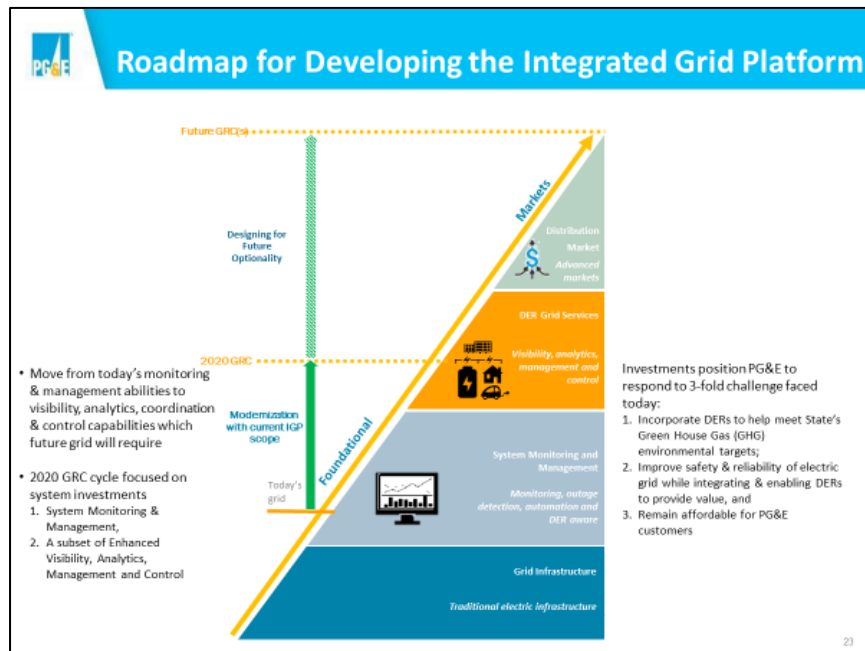 PG&E
Roadmap for Developing the Integrated Grid Platform
Future GRC(s)
Markets
Designing for
Future
Optionality
Distribution
Market
Advanced
markets
$
DER Grid Services
Visibility, analytics,
management and
control
2020 GRC
• Move from today's monitoring
& management abilities to
visibility, analytics, coordination
& control capabilities which
future grid will require
• 2020 GRC cycle focused on
system investments
1. System Monitoring &
Management,
2. A subset of Enhanced
Visibility, Analytics,
Management and Control
Modernization
with current IGP
scope
Today's
grid
Foundational
System Monitoring and
Management
Monitoring, outage
detection, automation and
DER aware
Grid Infrastructure
Traditional electric infrastructure
Investments position PG&E to
respond to 3-fold challenge faced
today:
1. Incorporate DERs to help meet State's
Green House Gas (GHG)
environmental targets;
2. Improve safety & reliability of electric
grid while integrating & enabling DERs
to provide value, and
3. Remain affordable for PG&E
customers
23